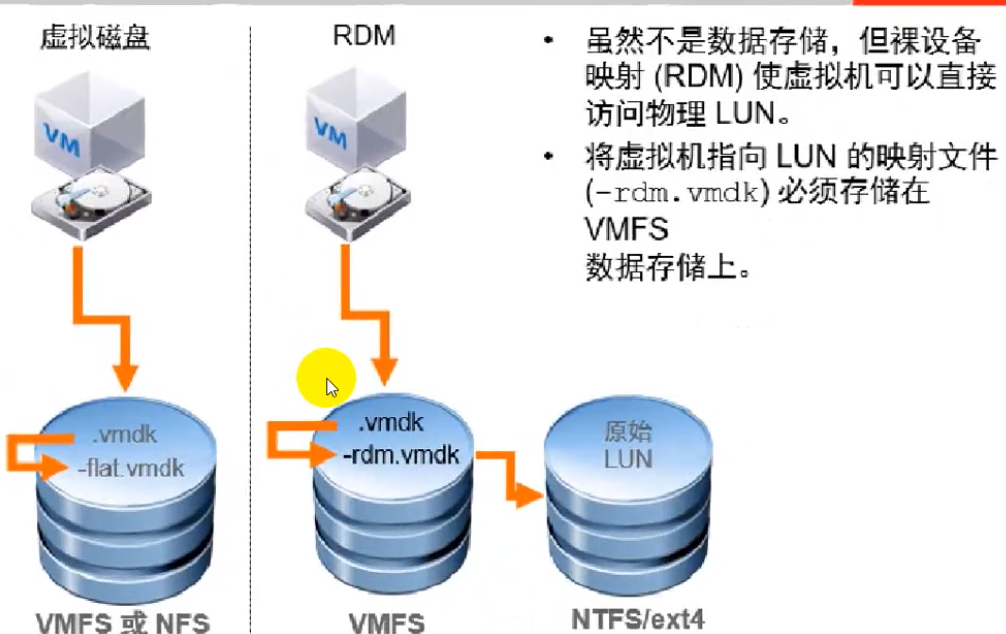 虚拟磁盘
VM
.vmdk
-flat.vmdk
VMFS 或 NFS
RDM
VM
.vmdk
-rdm.vmdk
VMFS
原始
LUN
NTFS/ext4
• 虽然不是数据存储，但裸设备
映射 (RDM) 使虚拟机可以直接
访问物理 LUN。
• 将虚拟机指向 LUN 的映射文件
(-rdm.vmdk) 必须存储在
VMFS
数据存储上。